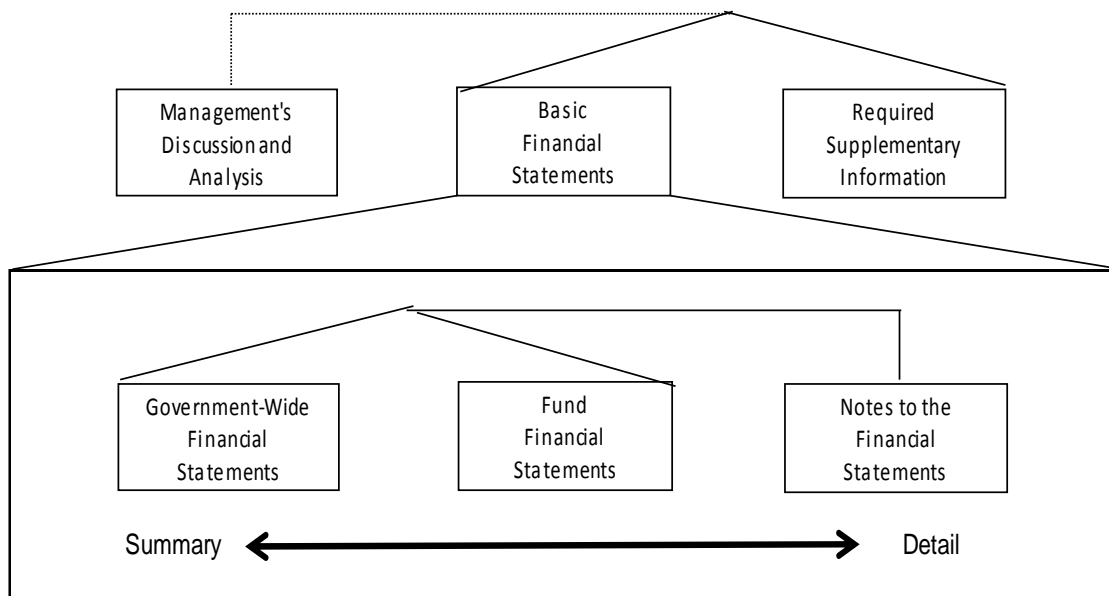 Management's
Discussion and
Analysis
Basic
Financial
Statements
Required
Supplementary
Information
Government-Wide
Financial
Statements
Fund
Financial
Statements
Notes to the
Financial
Statements
Summary
Detail